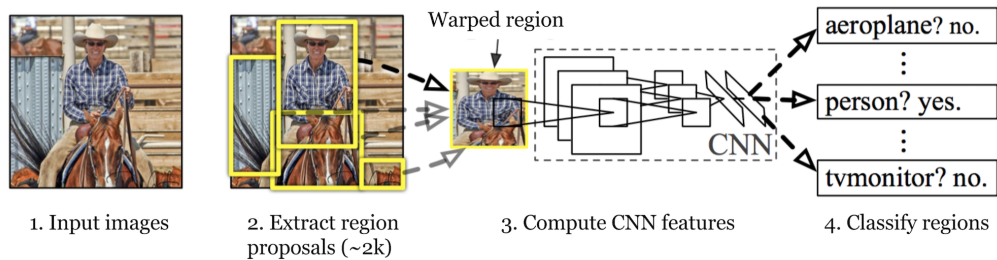 Warped region
aeroplane? no.
person? yes.
CNN
tvmonitor? no.
1. Input images
2. Extract region
proposals (~2k)
3. Compute CNN features
4. Classify regions